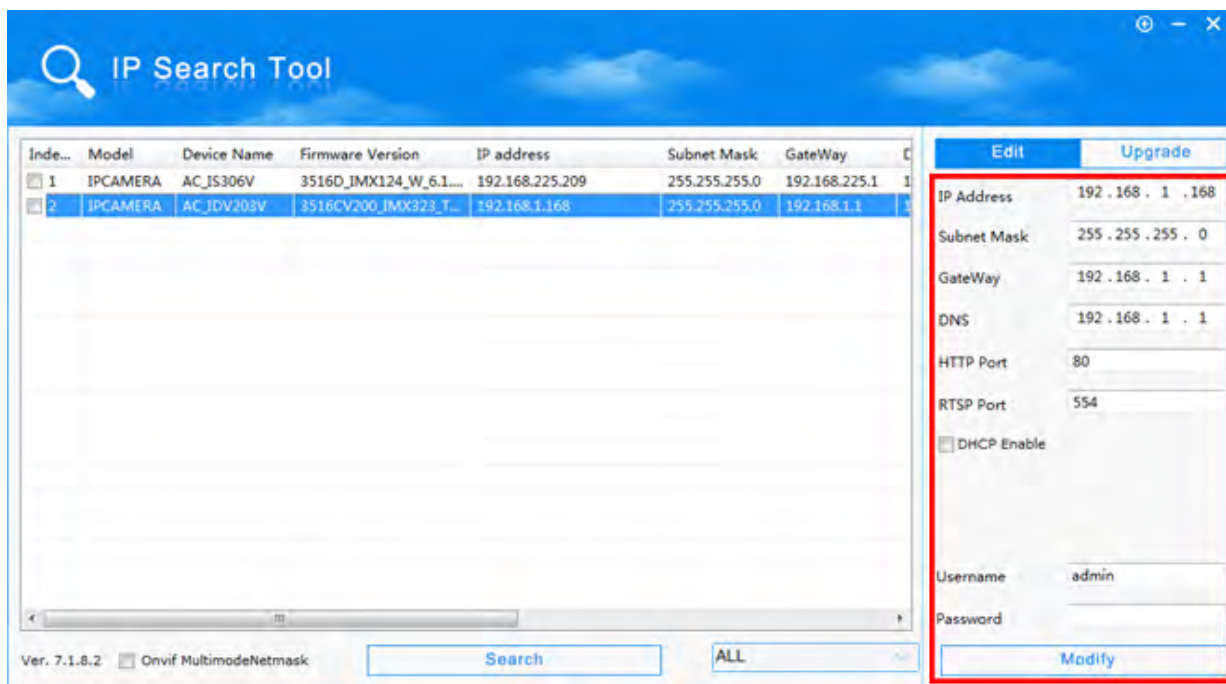 IP Search Tool
Inde... Model Device Name Firmware Version IP address Subnet Mask GateWay
1 IPCAMERA AC_IS306V 3516D_IMX124_W_6.1.... 192.168.225.209 255.255.255.0 192.168.225.1 1
2 IPCAMERA AC_IDV203V 3516CV200_IMX323_T... 192.168.1.168 255.255.255.0 192.168.1.1 1
Edit Upgrade
IP Address 192 . 168 . 1 . 168
Subnet Mask 255 . 255 . 255 . 0
GateWay 192 . 168 . 1 . 1
DNS 192 . 168 . 1 . 1
HTTP Port 80
RTSP Port 554
DHCP Enable
Username admin
Password
Modify
Ver. 7.1.8.2 Onvif MultimodeNetmask Search ALL